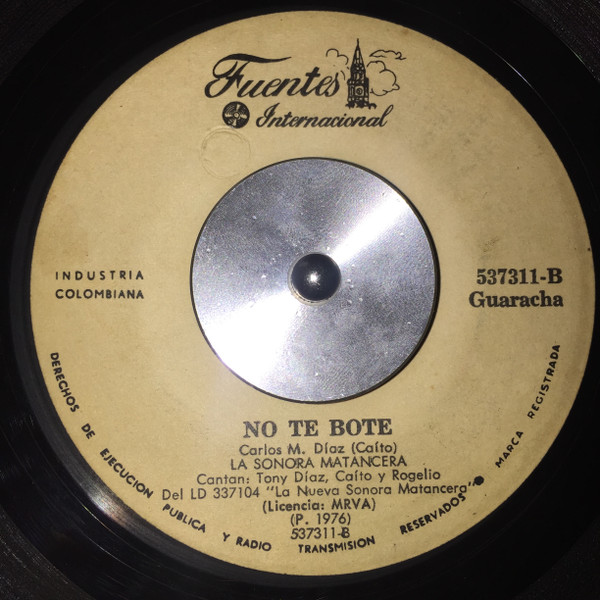 Fuentes
Internacional
INDUSTRIA
COLOMBIANA
537311-B
Guaracha
NO TE BOTE
Carlos M. Díaz (Caíto)
LA SONORA MATANCERA
Cantan: Tony Díaz, Caíto y Rogelio
Del LD 337104 "La Nueva Sonora Matancera"
(Licencia: MRVA)
(P. 1976)
537311-B
DERECHOS DE EJECUCION PUBLICA Y RADIO TRANSMISION RESERVADOS MARCA REGISTRADA